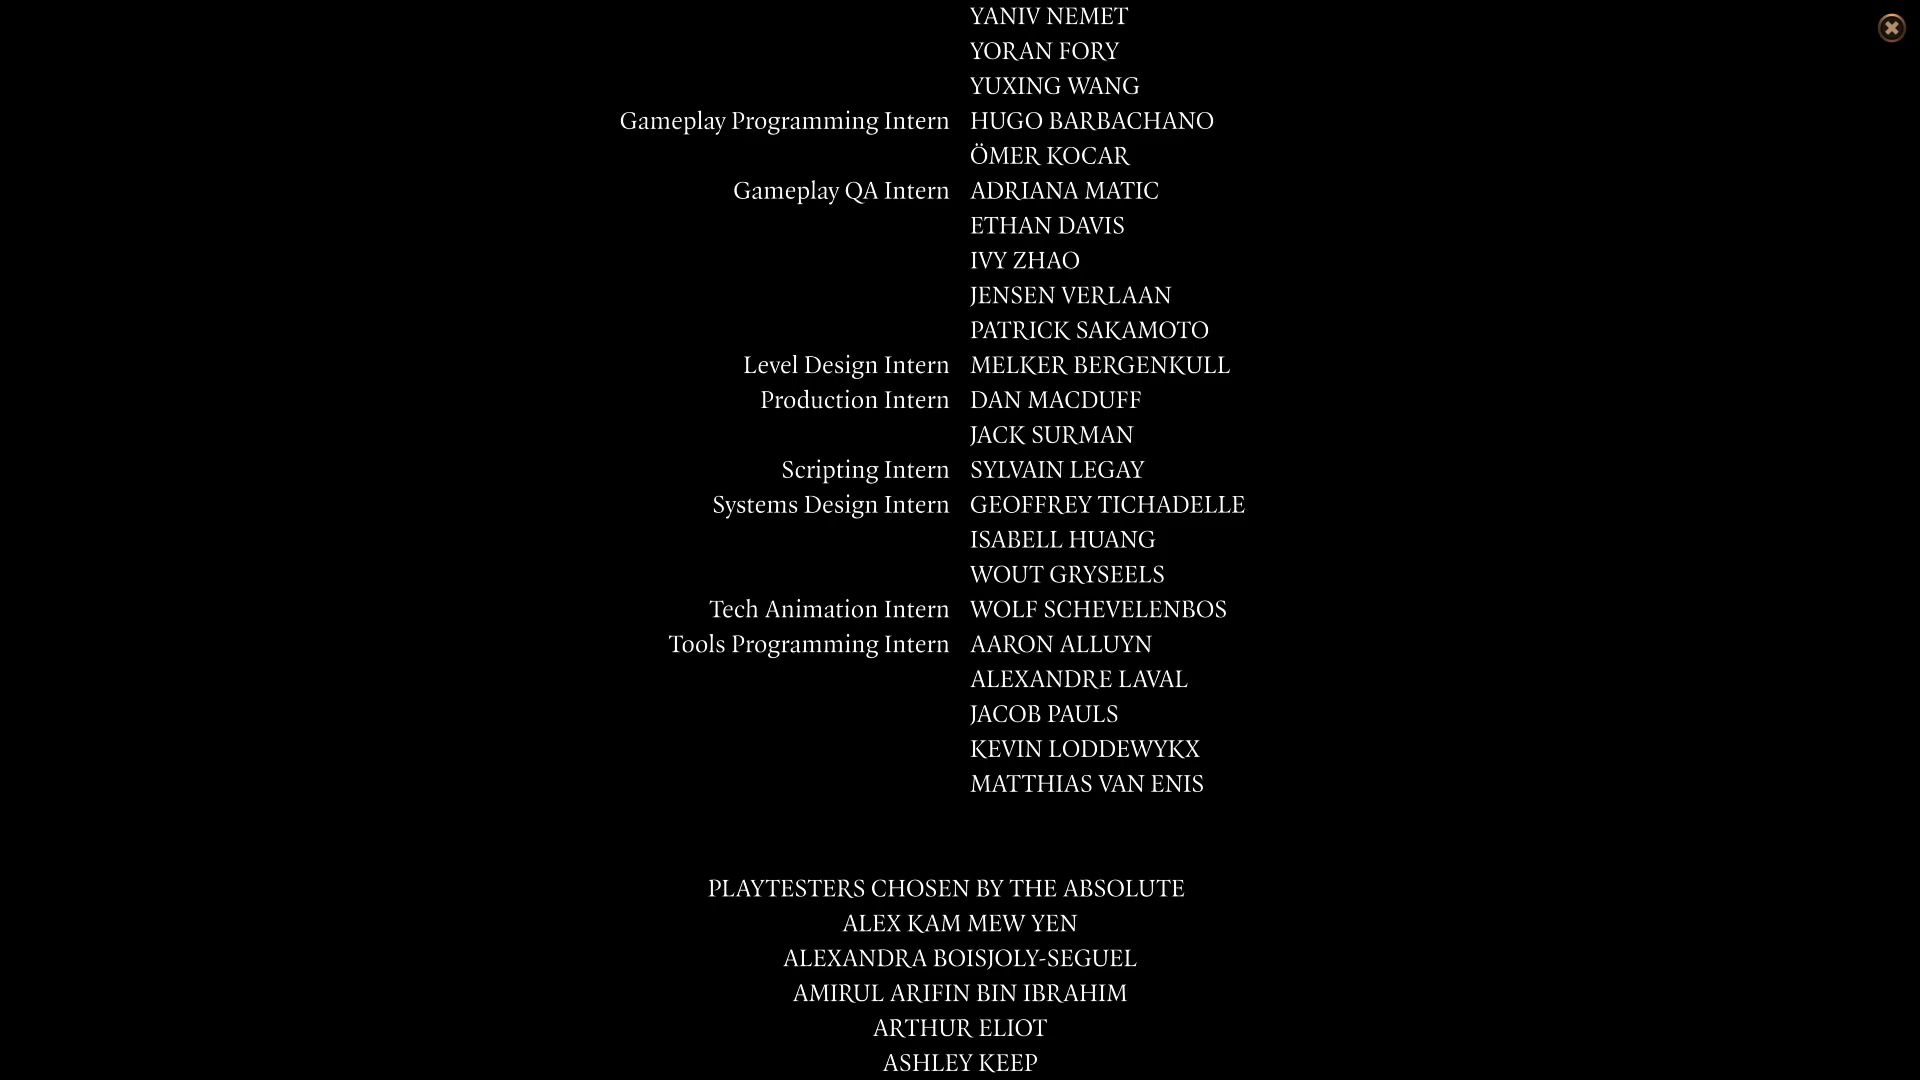 YANIV NEMET
YORAN FORY
YUXING WANG
Gameplay Programming Intern HUGO BARBACHANO
ÖMER KOCAR
Gameplay QA Intern ADRIANA MATIC
ETHAN DAVIS
IVY ZHAO
JENSEN VERLAAN
PATRICK SAKAMOTO
Level Design Intern MELKER BERGENKULL
Production Intern DAN MACDUFF
JACK SURMAN
Scripting Intern SYLVAIN LEGAY
Systems Design Intern GEOFFREY TICHADELLE
ISABELL HUANG
WOUT GRYSEELS
Tech Animation Intern WOLF SCHEVELENBOS
Tools Programming Intern AARON ALLUYN
ALEXANDRE LAVAL
JACOB PAULS
KEVIN LODDEWYKX
MATTHIAS VAN ENIS
PLAYTESTERS CHOSEN BY THE ABSOLUTE
ALEX KAM MEW YEN
ALEXANDRA BOISJOLY-SEGUEL
AMIRUL ARIFIN BIN IBRAHIM
ARTHUR ELIOT
ASHLEY KEEP